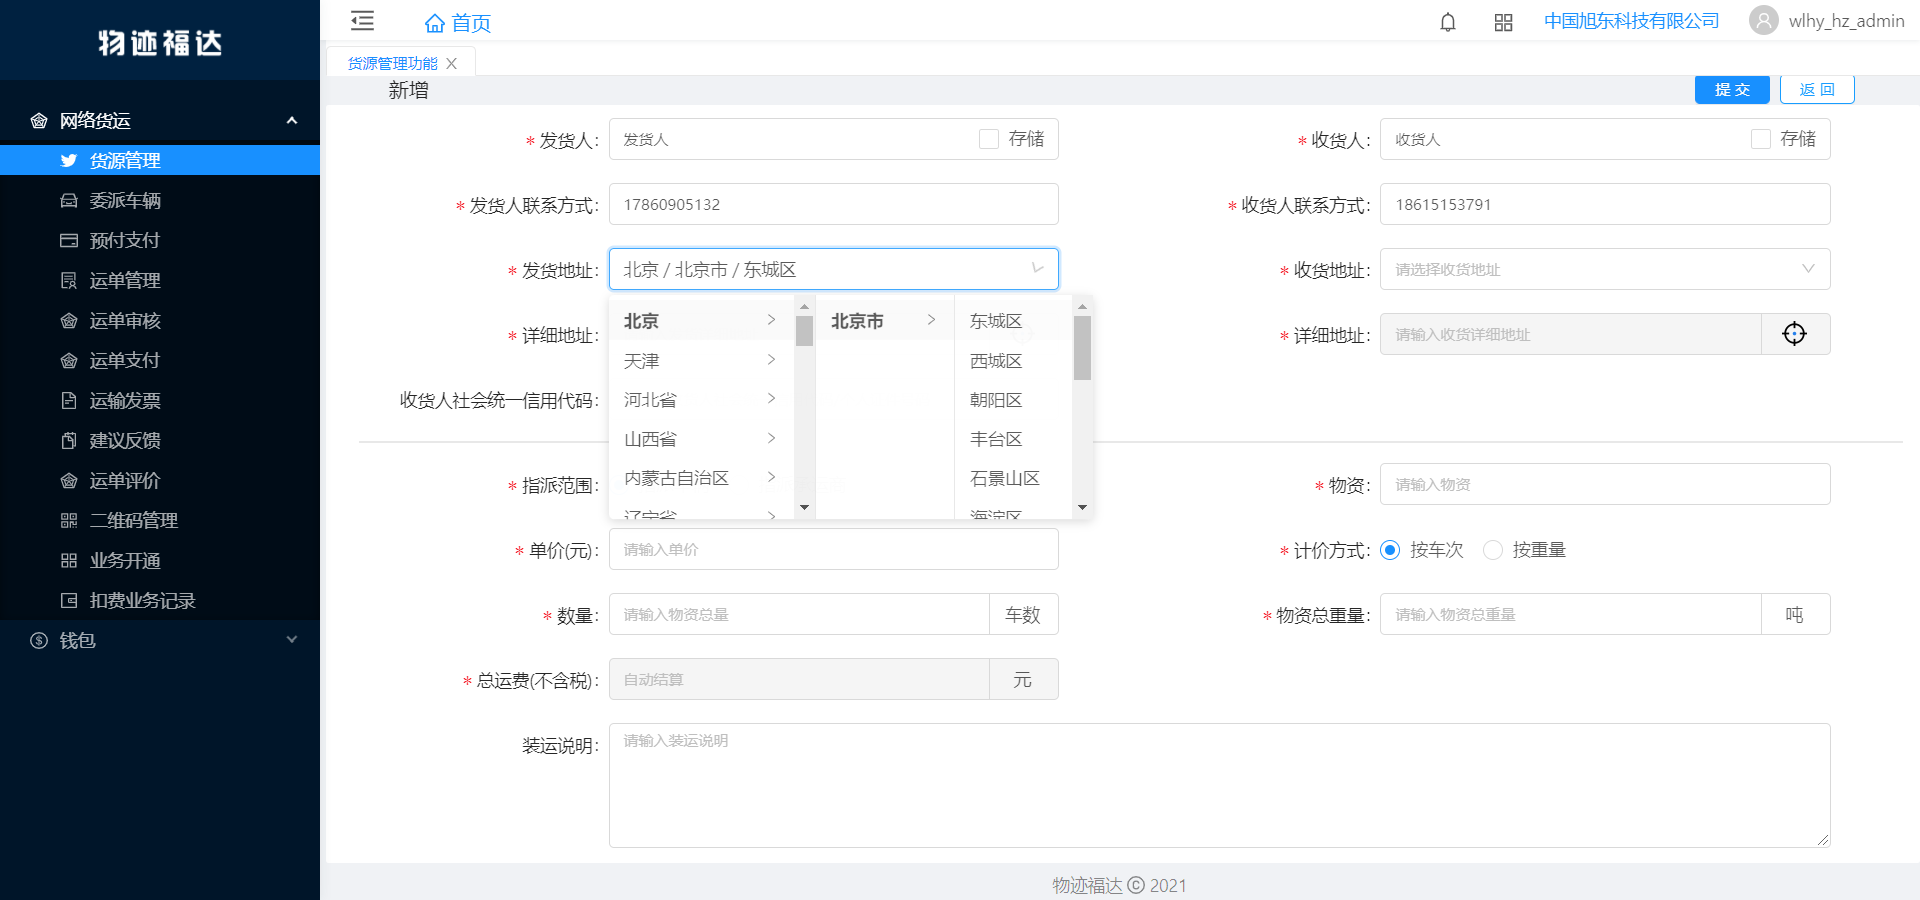 物迹福达
首页
中国旭东科技有限公司
wlhy_hz_admin
货源管理功能
新增
提 交
返 回
网络货运
货源管理
委派车辆
预付支付
运单管理
运单审核
运单支付
运输发票
建议反馈
运单评价
二维码管理
业务开通
扣费业务记录
钱包
* 发货人: 发货人 存储
* 收货人: 收货人 存储
* 发货人联系方式: 17860905132
* 收货人联系方式: 18615153791
* 发货地址: 北京 / 北京市 / 东城区
* 收货地址: 请选择收货地址
* 详细地址:
* 详细地址: 请输入收货详细地址
收货人社会统一信用代码:
北京
天津
河北省
山西省
内蒙古自治区
辽宁省
北京市
东城区
西城区
朝阳区
丰台区
石景山区
海淀区
* 指派范围:
* 物资: 请输入物资
* 单价(元): 请输入单价
* 计价方式: 按车次 按重量
* 数量: 请输入物资总量 车数
* 物资总重量: 请输入物资总重量 吨
* 总运费(不含税): 自动结算 元
装运说明: 请输入装运说明
物迹福达 © 2021